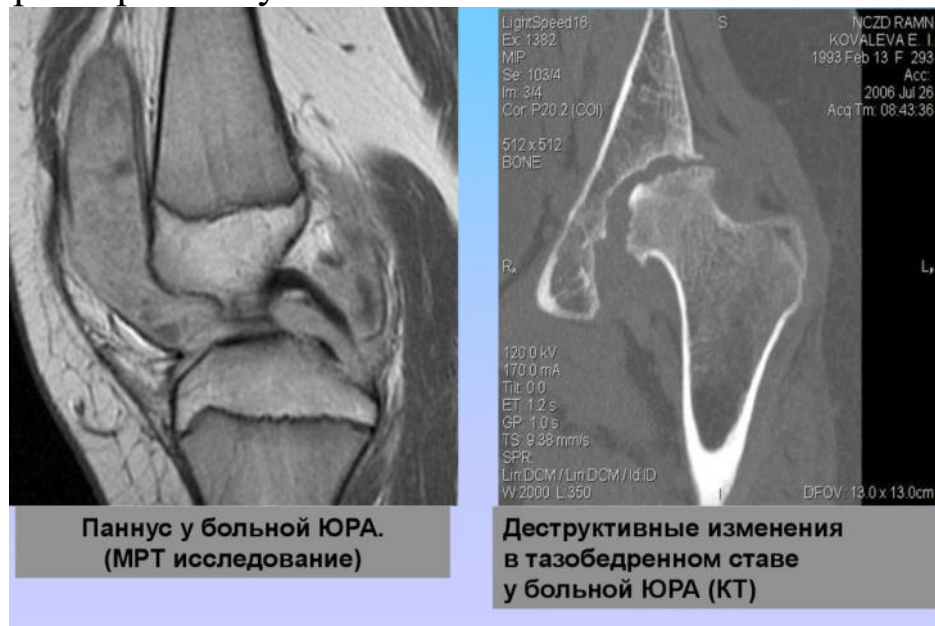 LightSpeed16
Ex: 1382
MIP
Se: 103/4
Im: 3/4
Cor: P20.2 (COI)
512 x 512
BONE
S
NCZD RAMN
KOVALEVA E. I.
1993 Feb 13 F 293
Acc:
2006 Jul 26
Acq Tm: 08:43:36
R
L
120.0 kV
170.0 mA
Tilt: 0.0
ET: 1.2 s
GP: 1.0 s
TS: 9.38 mm/s
SPR:
Lin:DCM / Lin:DCM / Id:ID
W:2000 L:350
I
DFOV: 13.0 x 13.0cm
Паннус у больной ЮРА.
(МРТ исследование)
Деструктивные изменения
в тазобедренном ставе
у больной ЮРА (КТ)